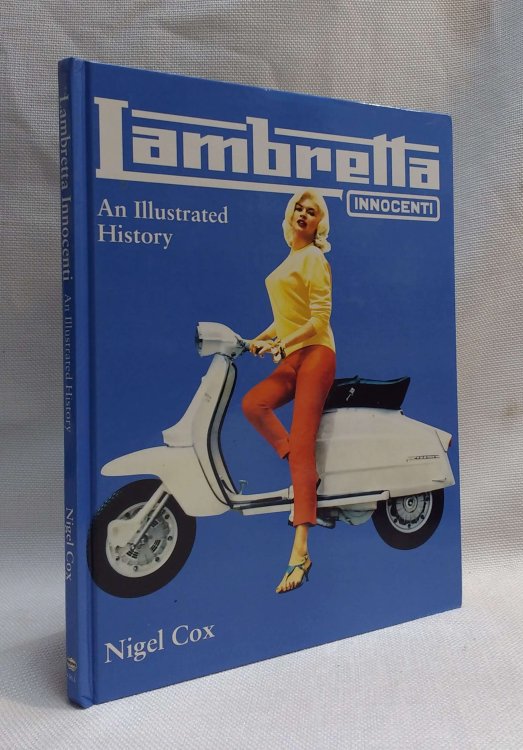 Lambretta
INNOCENTI
An Illustrated
History
Nigel Cox
Lambretta Innocenti An Illustrated History Nigel Cox